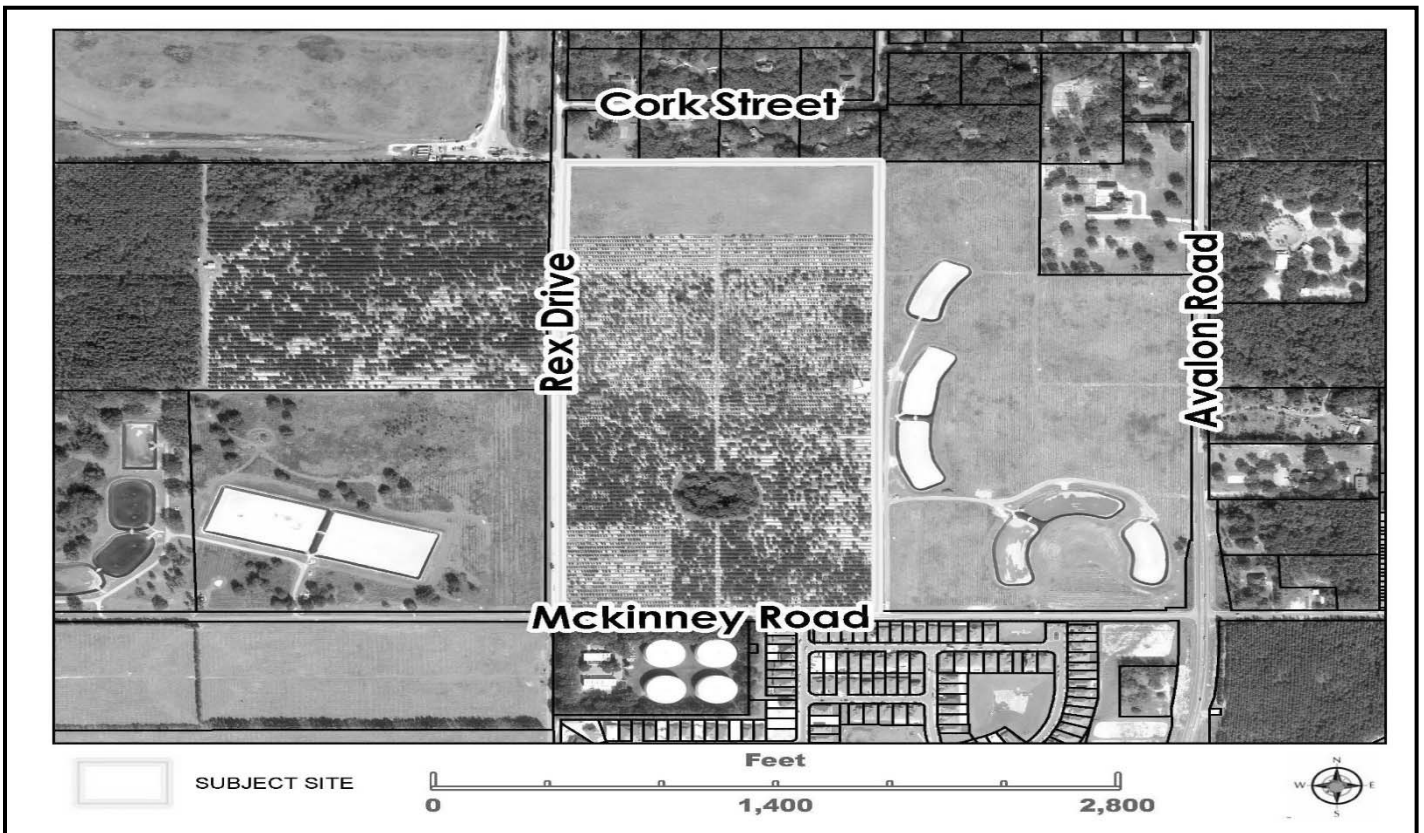 Cork Street
Rex Drive
Avalon Road
Mckinney Road
SUBJECT SITE
Feet
0 1,400 2,800
N
W E
S